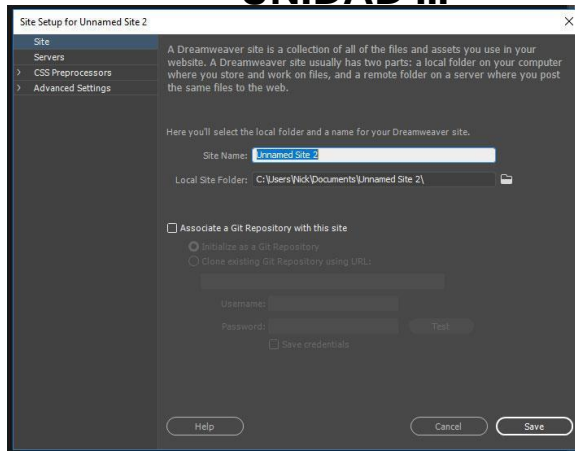 UNIDAD III
Site Setup for Unnamed Site 2
Site
Servers
CSS Preprocessors
Advanced Settings
A Dreamweaver site is a collection of all of the files and assets you use in your
website. A Dreamweaver site usually has two parts: a local folder on your computer
where you store and work on files, and a remote folder on a server where you post
the same files to the web.
Here you'll select the local folder and a name for your Dreamweaver site.
Site Name: Unnamed Site 2
Local Site Folder: C:\Users\Nick\Documents\Unnamed Site 2\
Associate a Git Repository with this site
Initialize as a Git Repository
Clone existing Git Repository using URL:
Username:
Password:
Test
Save credentials
Help
Cancel
Save